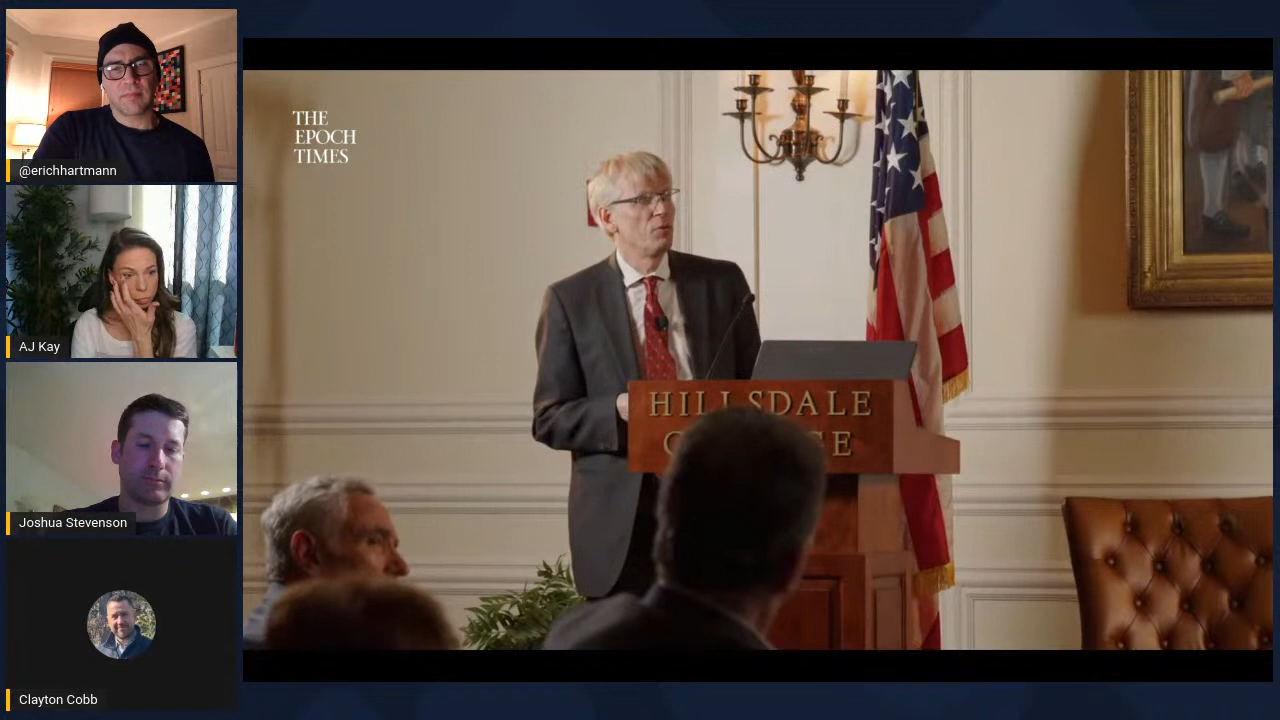 @erichhartmann
AJ Kay
Joshua Stevenson
Clayton Cobb
THE
EPOCH
TIMES
HILLSDALE